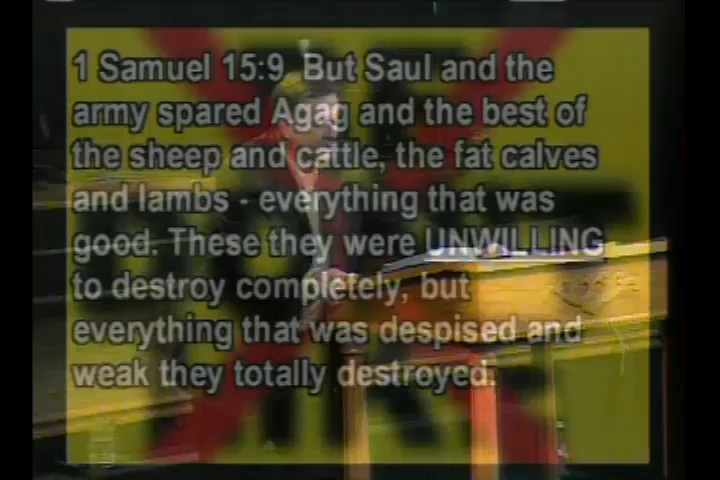 1 Samuel 15:9 But Saul and the
army spared Agag and the best of
the sheep and cattle, the fat calves
and lambs - everything that was
good. These they were UNWILLING
to destroy completely, but
everything that was despised and
weak they totally destroyed.